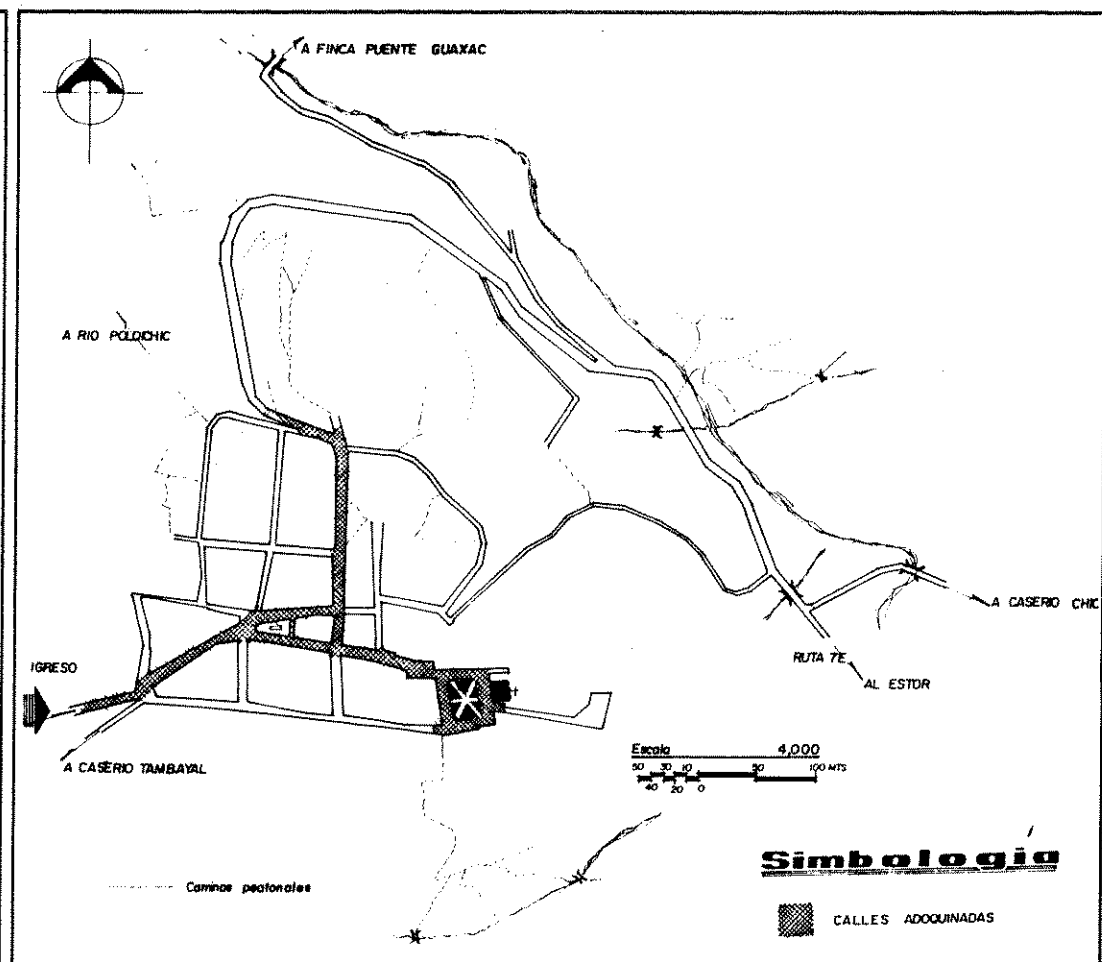 A FINCA PUENTE GUAXAC
A RIO POLOCHIC
IGRESO
A CASERIO TAMBAYAL
A CASERIO CHIC
RUTA 7E
AL ESTOR
Escala 4,000
50 30 10 50 100 MTS
40 20 0
Caminos peatonales
Simbología
CALLES ADOQUINADAS